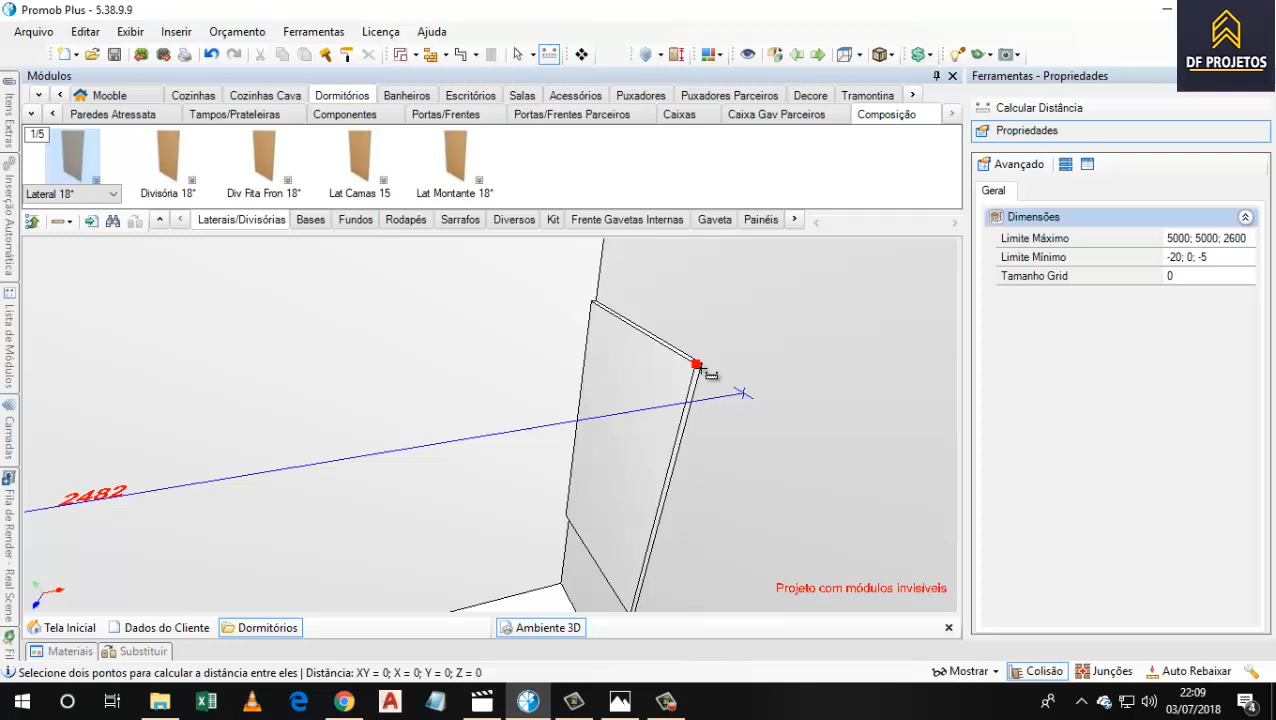 Promob Plus - 5.38.9.9
DF PROJETOS
Arquivo Editar Exibir Inserir Orçamento Ferramentas Licença Ajuda
Módulos
Ferramentas - Propriedades
Mooble Cozinhas Cozinhas Cava Dormitórios Banheiros Escritórios Salas Acessórios Puxadores Puxadores Parceiros Decore Tramontina
Calcular Distância
Paredes Atressata Tampos/Prateleiras Componentes Portas/Frentes Portas/Frentes Parceiros Caixas Caixa Gav Parceiros Composição
Propriedades
1/5
Avançado
Lateral 18* Divisória 18* Div Fita Fron 18* Lat Camas 15 Lat Montante 18*
Geral
Laterais/Divisórias Bases Fundos Rodapés Sarrafos Diversos Kit Frente Gavetas Internas Gaveta Painéis
Dimensões
Limite Máximo 5000; 5000; 2600
Limite Mínimo -20; 0; -5
Tamanho Grid 0
2482
Projeto com módulos invisíveis
Tela Inicial Dados do Cliente Dormitórios Ambiente 3D
Materiais Substituir
Selecione dois pontos para calcular a distância entre eles | Distância: XY = 0; X = 0; Y = 0; Z = 0
Mostrar Colisão Junções Auto Rebaixar
22:09
03/07/2018
4
Itens Extras
Inserção Automática
Lista de Módulos
Camadas
Fila de Render - Real Scene